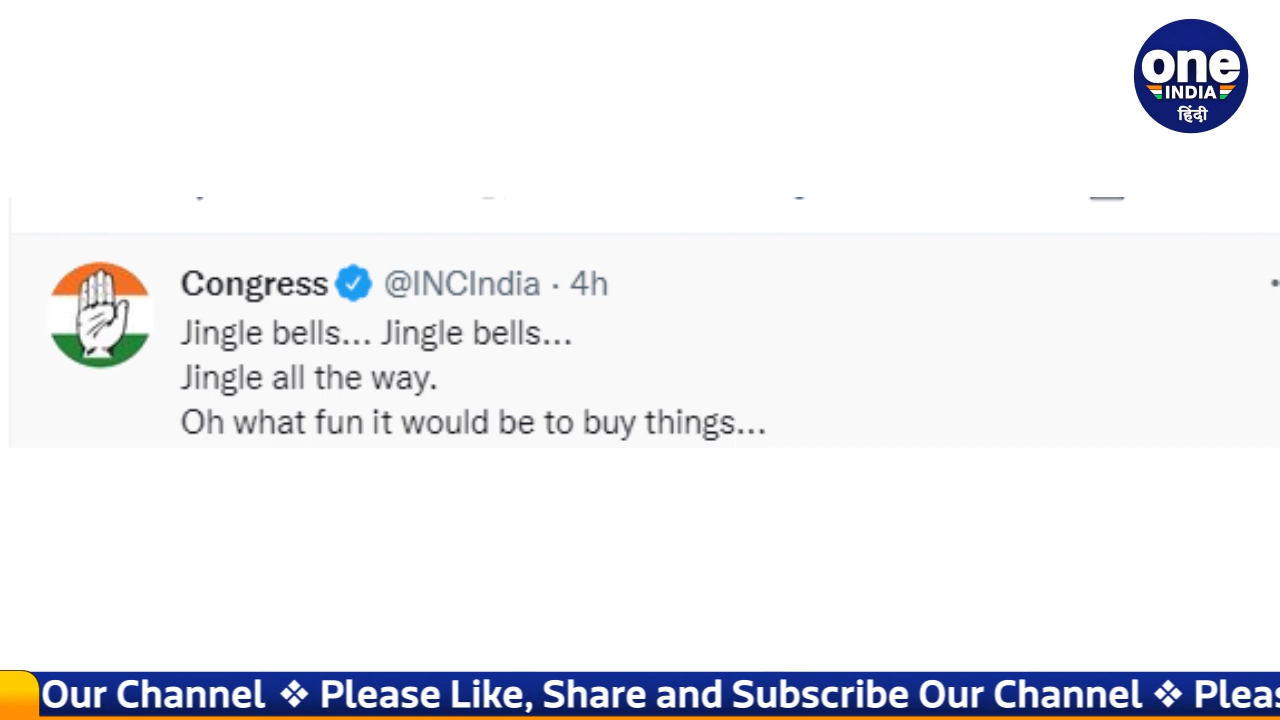 one
INDIA
हिंदी
Congress @INCIndia · 4h
Jingle bells... Jingle bells...
Jingle all the way.
Oh what fun it would be to buy things...
Our Channel ❖ Please Like, Share and Subscribe Our Channel ❖ Pleas